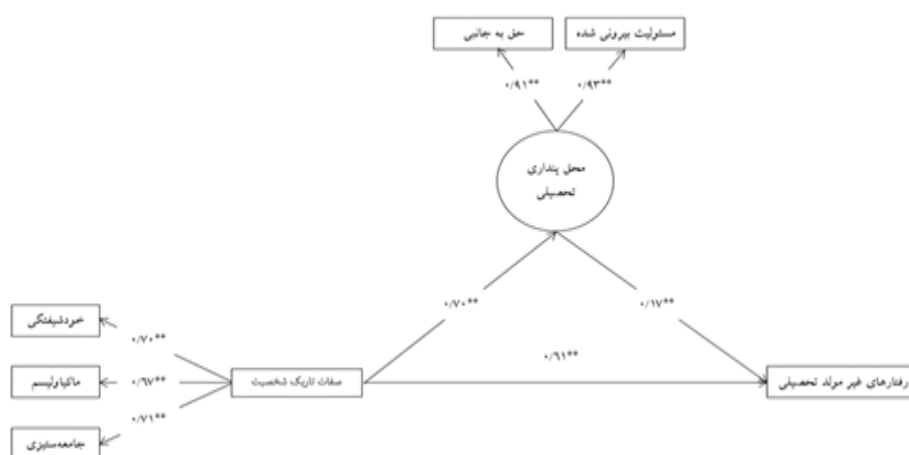 حق به جانبی
مسئولیت بیرونی شده
۰/۹۱**
۰/۹۳**
محق پنداری
تحصیلی
۰/۷۰**
۰/۱۷**
خودشیفتگی
۰/۷۰**
۰/۶۱**
ماکیاولیسم
۰/۶۷**
صفات تاریک شخصیت
رفتارهای غیر مولد تحصیلی
۰/۷۱**
جامعه‌ستیزی